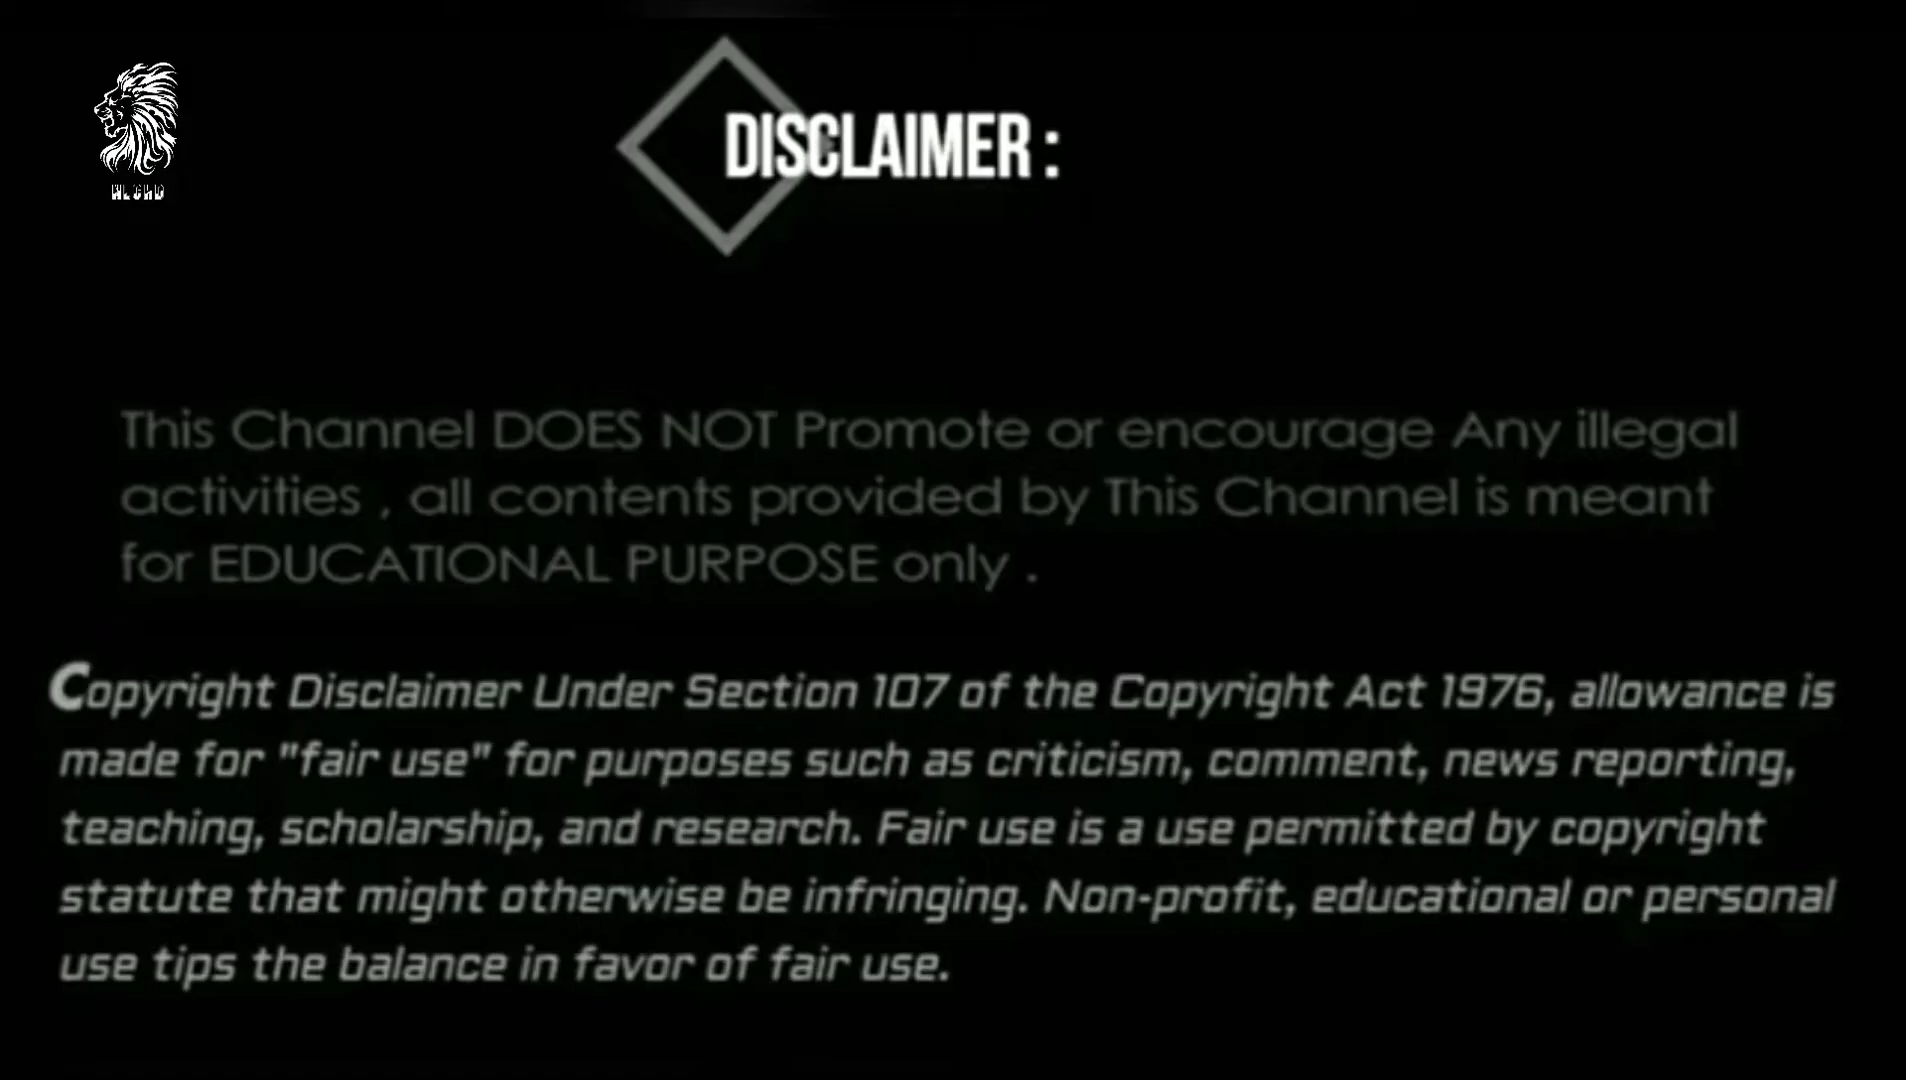 DISCLAIMER :
This Channel DOES NOT Promote or encourage Any illegal
activities , all contents provided by This Channel is meant
for EDUCATIONAL PURPOSE only .
Copyright Disclaimer Under Section 107 of the Copyright Act 1976, allowance is
made for "fair use" for purposes such as criticism, comment, news reporting,
teaching, scholarship, and research. Fair use is a use permitted by copyright
statute that might otherwise be infringing. Non-profit, educational or personal
use tips the balance in favor of fair use.